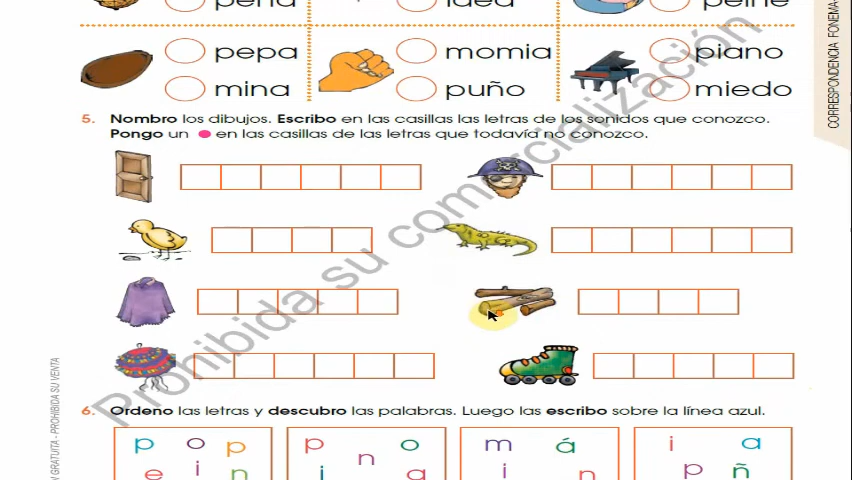 perla idea peine
pepa momia piano
mina puño miedo
5. Nombro los dibujos. Escribo en las casillas las letras de los sonidos que conozco.
Pongo un en las casillas de las letras que todavía no conozco.
6. Ordeno las letras y descubro las palabras. Luego las escribo sobre la línea azul.
p o p p o m á i a
e i n i n a i n p ñ
Prohibida su comercialización
CORRESPONDENCIA FONEMA-
N GRATUITA - PROHIBIDA SU VENTA